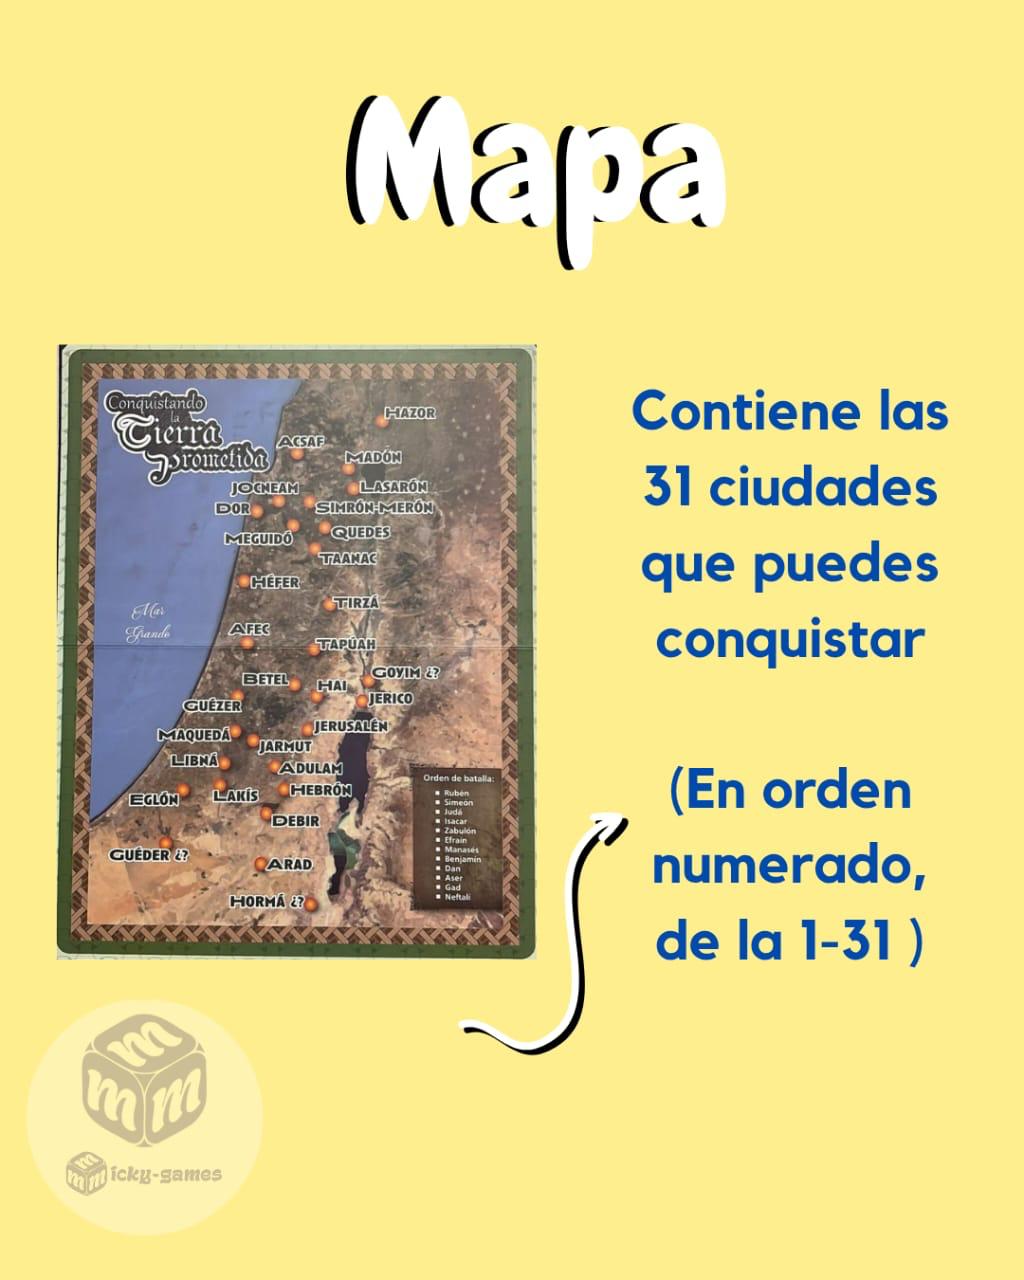 Mapa
Conquistando
la
Tierra
Prometida
HAZOR
ACSAF
MADÓN
JOCNEAM
LASARÓN
DOR
SIMRÓN-MERÓN
MEGUIDÓ
QUEDES
TAANAC
HÉFER
TIRZÁ
Mar
Grande
AFEC
TAPÚAH
BETEL
HAI
GOYIM ¿?
GUÉZER
JERICO
MAQUEDÁ
JERUSALÉN
JARMUT
LIBNÁ
ADULAM
EGLÓN
LAKÍS
HEBRÓN
DEBIR
GUÉDER ¿?
ARAD
HORMÁ ¿?
Orden de batalla:
Rubén
Simeón
Judá
Isacar
Zabulón
Efraín
Manasés
Benjamín
Dan
Aser
Gad
Neftalí
Contiene las
31 ciudades
que puedes
conquistar
(En orden
numerado,
de la 1-31 )
m
m m
m
m m icky-games